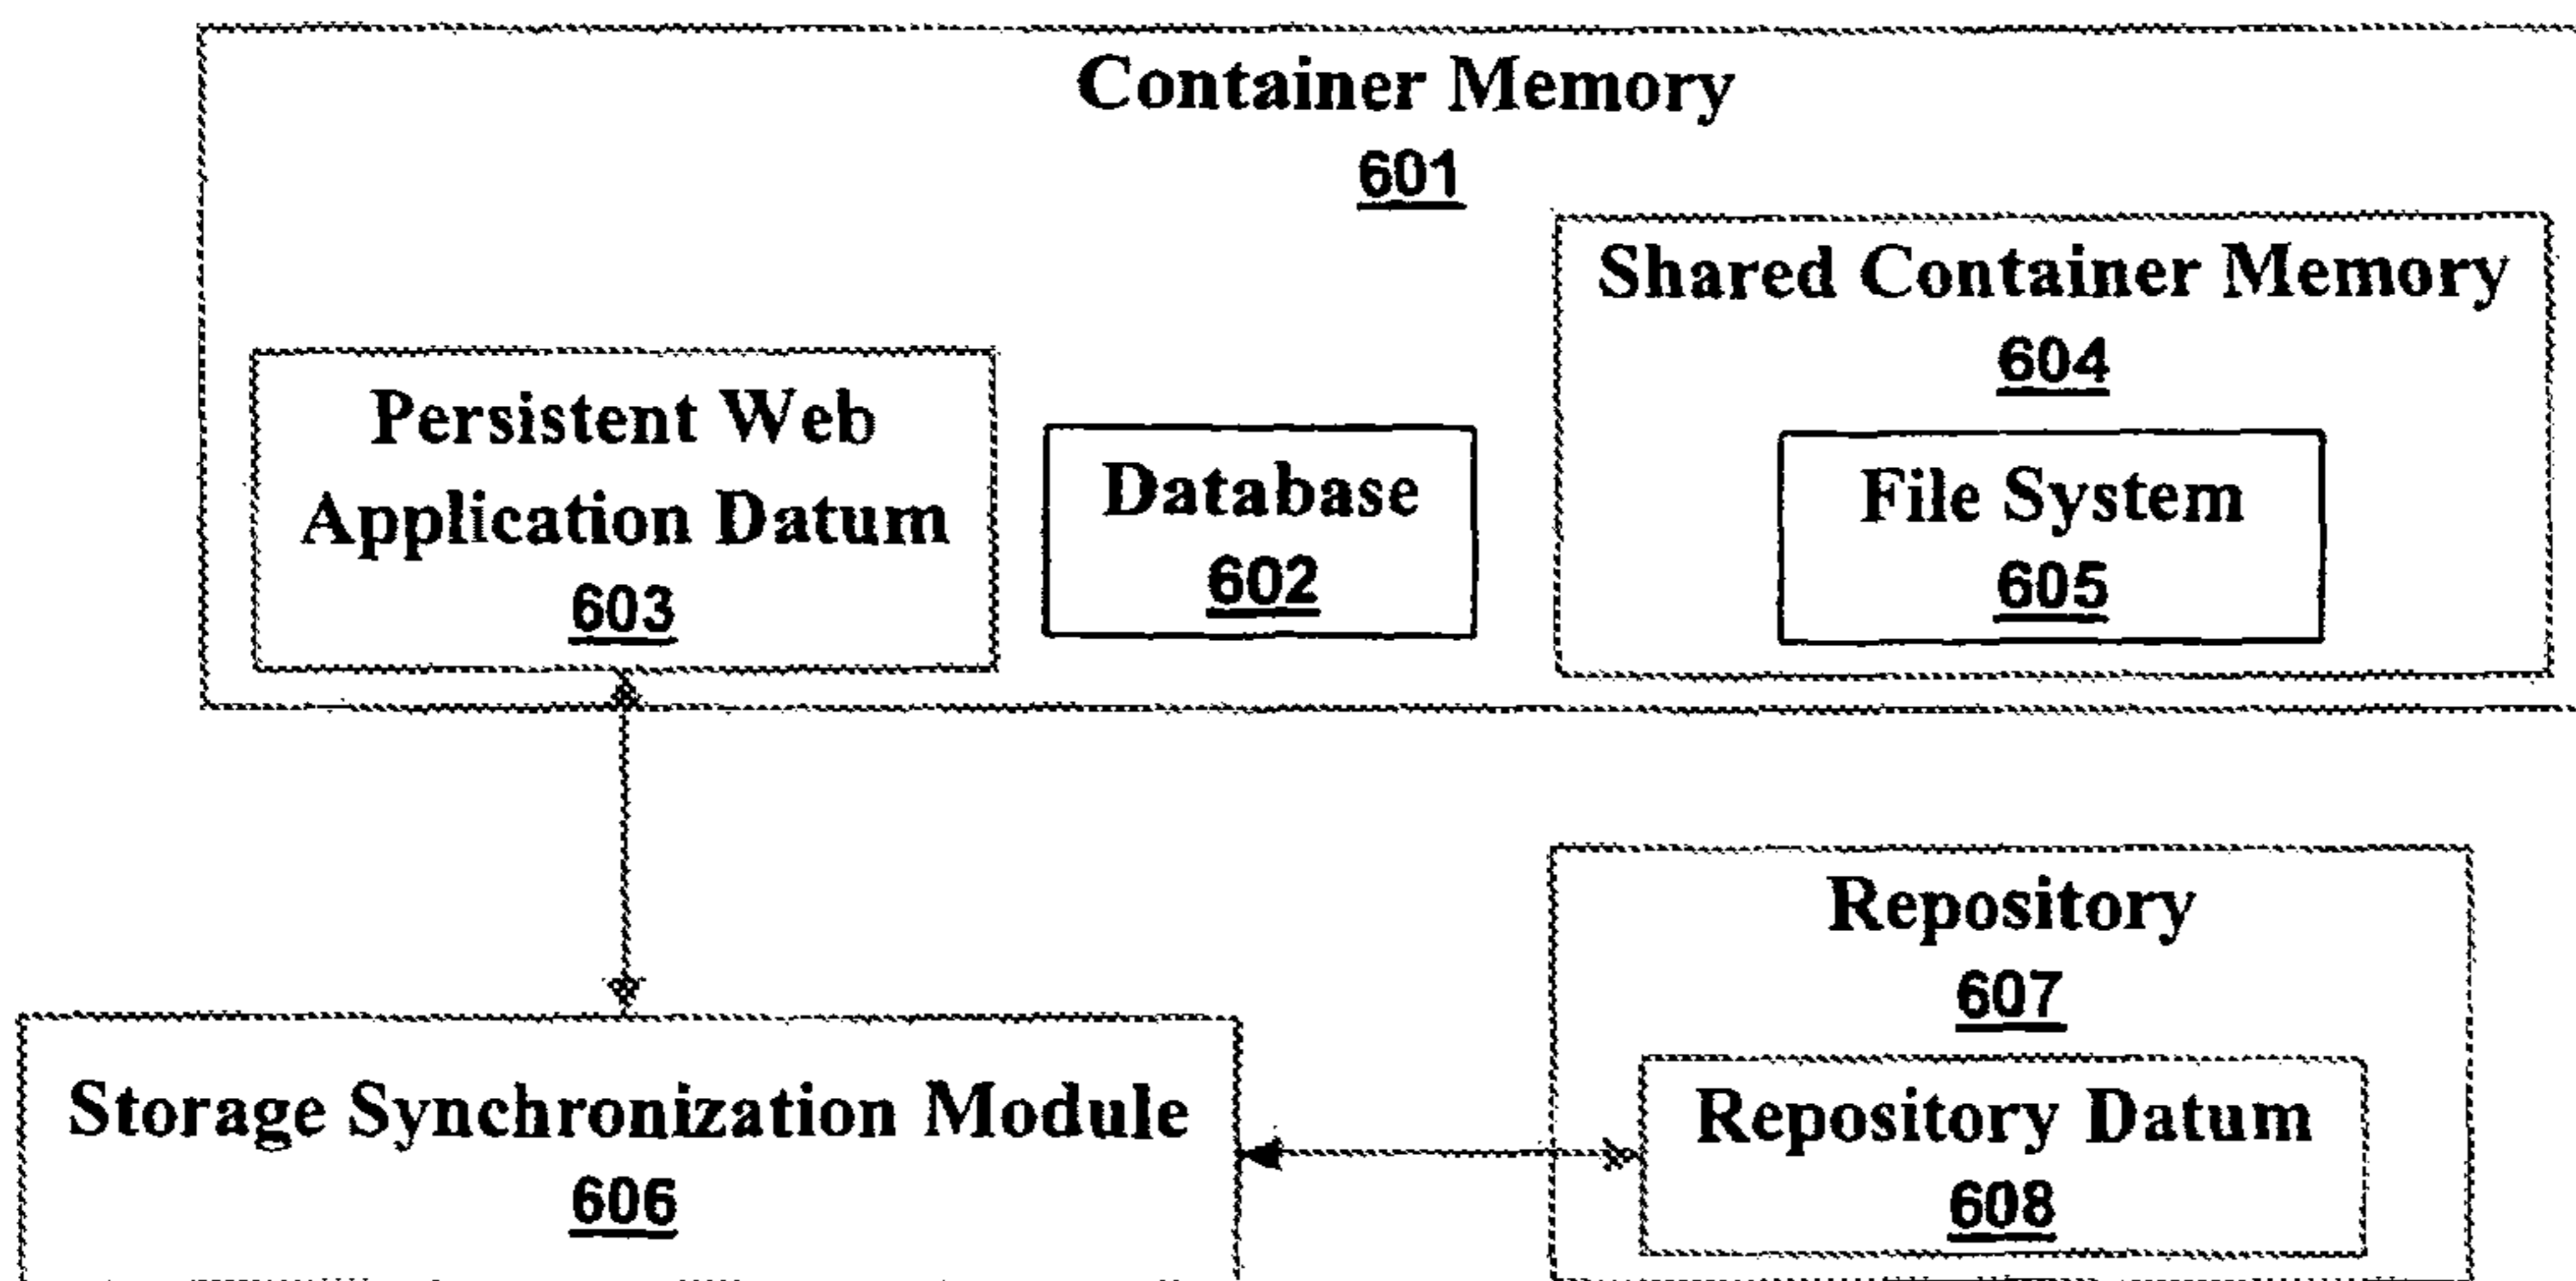 Container Memory
601
Shared Container Memory
604
Persistent Web
Application Datum
603
Database
602
File System
605
Repository
607
Storage Synchronization Module
606
Repository Datum
608